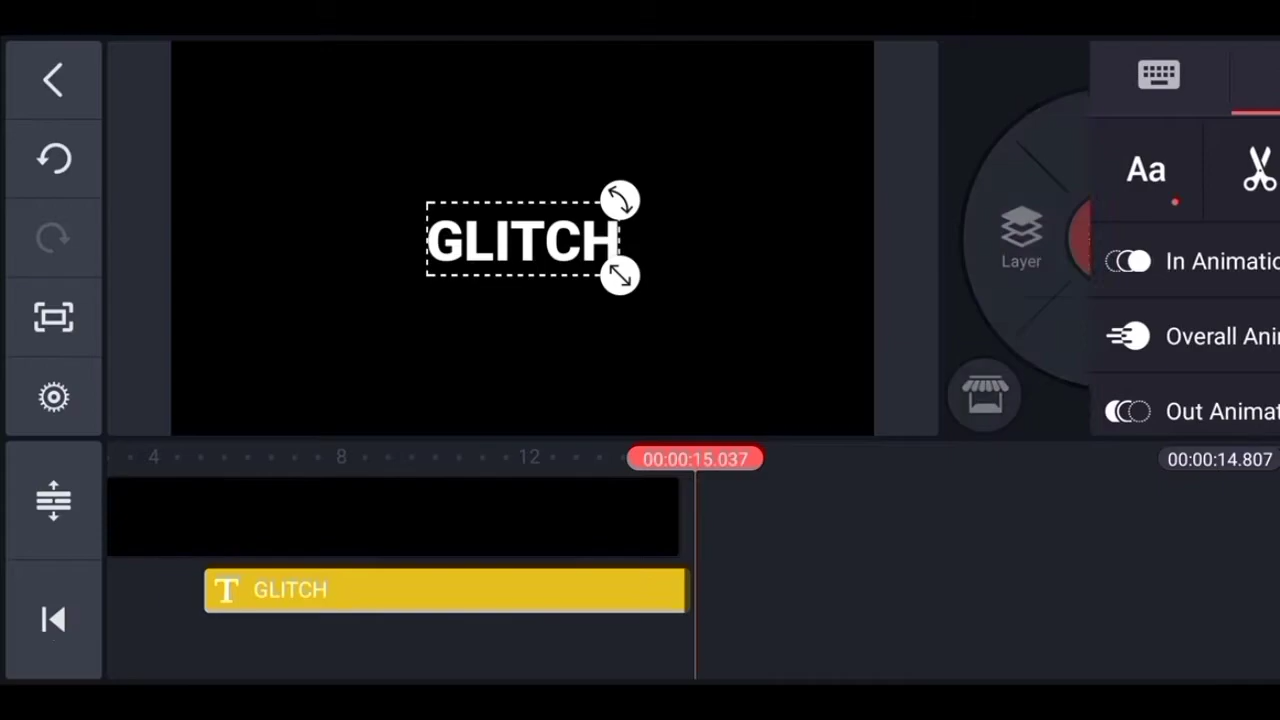 Aa
GLITCH
Layer
In Animatio
Overall Ani
Out Animat
4 8 12 00:00:15.037 00:00:14.807
T GLITCH